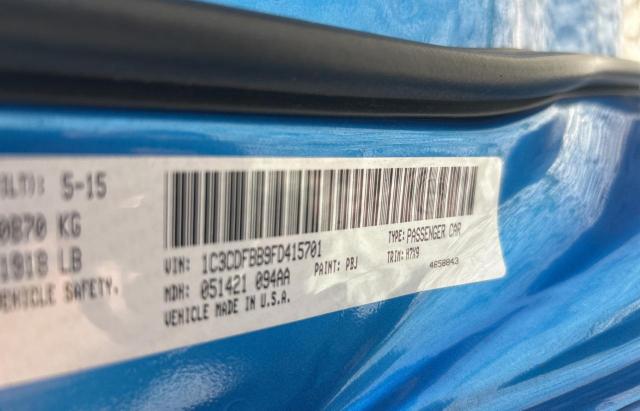 5-15
0870 KG
1918 LB
VEHICLE SAFETY.
VIN: 1C3CDFBB9FD415701
TYPE: PASSENGER CAR
MDH: 051421 094AA
PAINT: PBJ
TRIM: H7X9
VEHICLE MADE IN U.S.A.
4858843